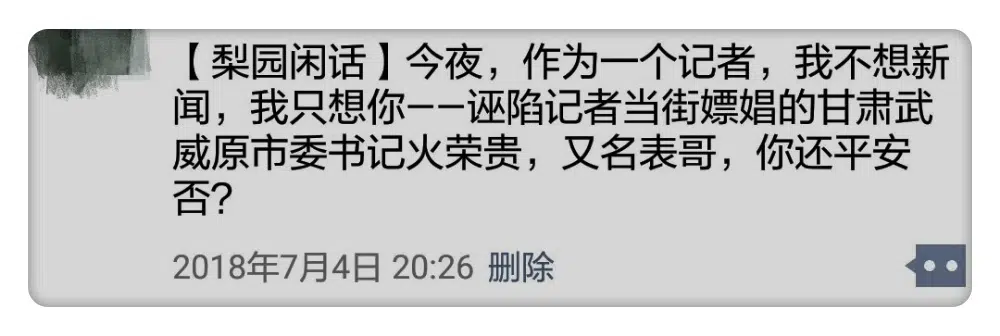 【梨园闲话】今夜，作为一个记者，我不想新
闻，我只想你——诬陷记者当街嫖娼的甘肃武
威原市委书记火荣贵，又名表哥，你还平安
否?
2018年7月4日 20:26 删除